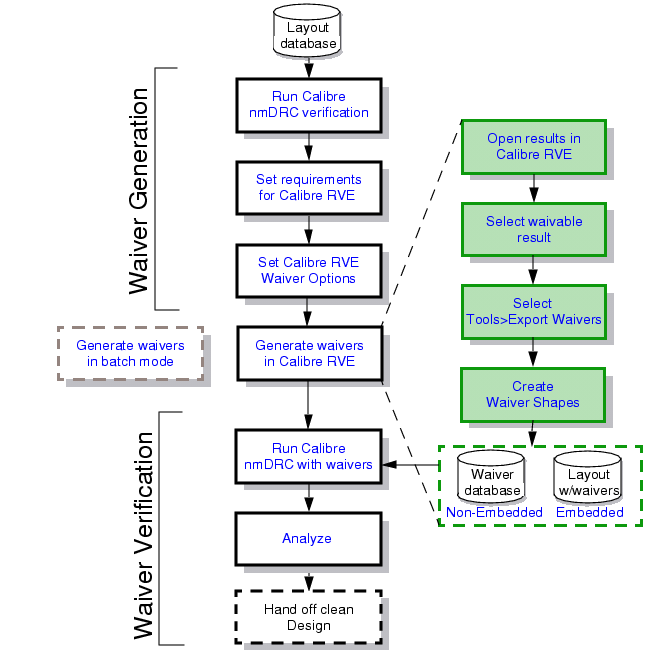 Layout
database
Waiver Generation
Run Calibre
nmDRC verification
Set requirements
for Calibre RVE
Set Calibre RVE
Waiver Options
Generate waivers
in batch mode
Generate waivers
in Calibre RVE
Open results in
Calibre RVE
Select waivable
result
Select
Tools>Export Waivers
Create
Waiver Shapes
Waiver
database
Non-Embedded
Layout
w/waivers
Embedded
Waiver Verification
Run Calibre
nmDRC with waivers
Analyze
Hand off clean
Design